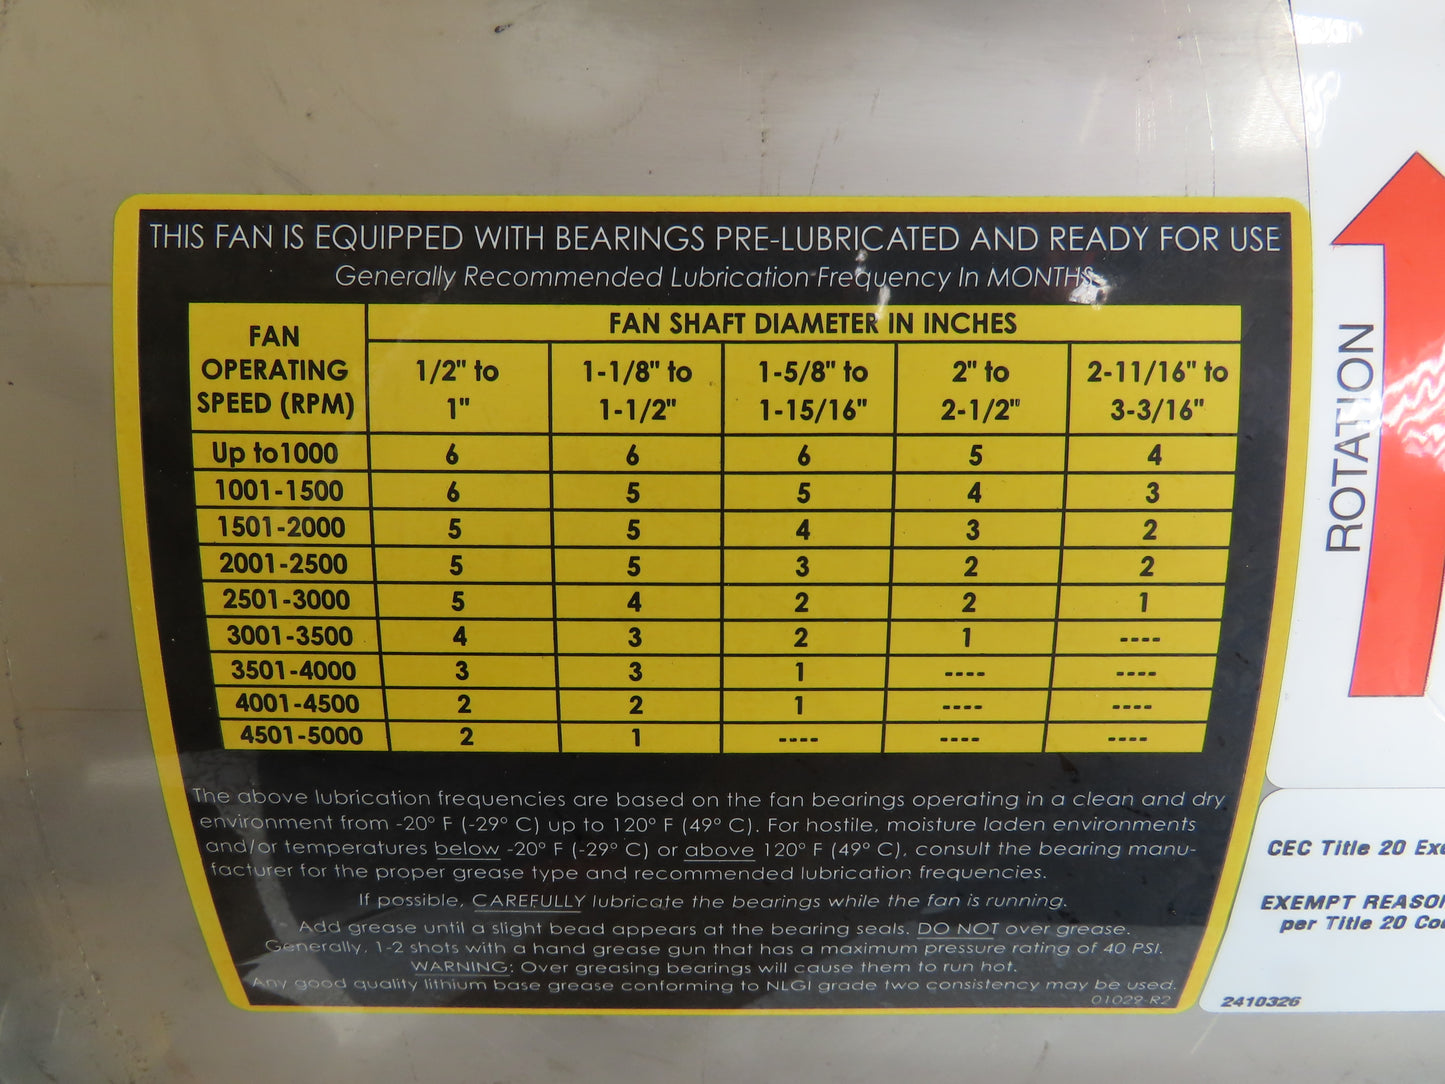 THIS FAN IS EQUIPPED WITH BEARINGS PRE-LUBRICATED AND READY FOR USE
Generally Recommended Lubrication Frequency In MONTHS
FAN OPERATING SPEED (RPM)
FAN SHAFT DIAMETER IN INCHES
1/2" to 1" 1-1/8" to 1-1/2" 1-5/8" to 1-15/16" 2" to 2-1/2" 2-11/16" to 3-3/16"
Up to1000 6 6 6 5 4
1001-1500 6 5 5 4 3
1501-2000 5 5 4 3 2
2001-2500 5 5 3 2 2
2501-3000 5 4 2 2 1
3001-3500 4 3 2 1 ----
3501-4000 3 3 1 ---- ----
4001-4500 2 2 1 ---- ----
4501-5000 2 1 ---- ---- ----
The above lubrication frequencies are based on the fan bearings operating in a clean and dry
environment from -20° F (-29° C) up to 120° F (49° C). For hostile, moisture laden environments
and/or temperatures below -20° F (-29° C) or above 120° F (49° C), consult the bearing manu-
facturer for the proper grease type and recommended lubrication frequencies.
If possible, CAREFULLY lubricate the bearings while the fan is running.
Add grease until a slight bead appears at the bearing seals. DO NOT over grease.
Generally, 1-2 shots with a hand grease gun that has a maximum pressure rating of 40 PSI.
WARNING: Over greasing bearings will cause them to run hot.
Any good quality lithium base grease conforming to NLGI grade two consistency may be used.
01029-R2
ROTATION
CEC Title 20 Exe
EXEMPT REASON
per Title 20 Co
2410326